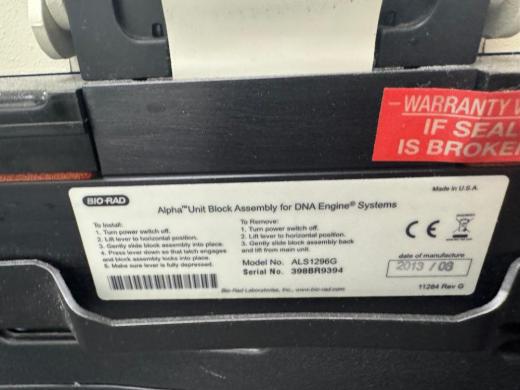 - WARRANTY
IF SEAL
IS BROKE
BIO-RAD
Made in U.S.A.
Alpha™ Unit Block Assembly for DNA Engine® Systems
To Install:
1. Turn power switch off.
2. Lift lever to horizontal position.
3. Gently slide block assembly into place.
4. Press lever down so that latch engages
and block assembly locks into place.
5. Make sure lever is fully depressed.
To Remove:
1. Turn power switch off.
2. Lift lever to horizontal position.
3. Gently slide block assembly back
and lift from main unit.
Model No. ALS1296G
Serial No. 398BR9394
CE
date of manufacture
2013 / 08
Bio-Rad Laboratories, Inc., www.bio-rad.com
11284 Rev G